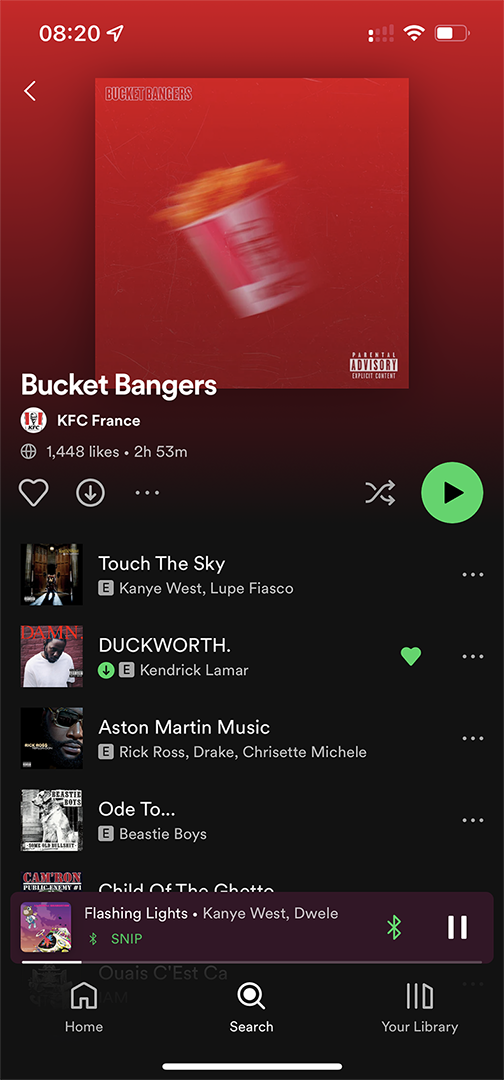 08:20
BUCKET BANGERS
PARENTAL
ADVISORY
EXPLICIT CONTENT
Bucket Bangers
KFC
KFC France
1,448 likes • 2h 53m
Touch The Sky
E Kanye West, Lupe Fiasco
DAMN.
DUCKWORTH.
E Kendrick Lamar
RICK ROSS
Aston Martin Music
E Rick Ross, Drake, Chrisette Michele
BEASTIE
BOYS
SOME OLD BULLSHIT
Ode To...
E Beastie Boys
CAM'RON
PUBLIC ENEMY #1
Child Of The Ghetto
Flashing Lights • Kanye West, Dwele
SNIP
Ouais C'Est Ca
IAM
Home
Search
Your Library